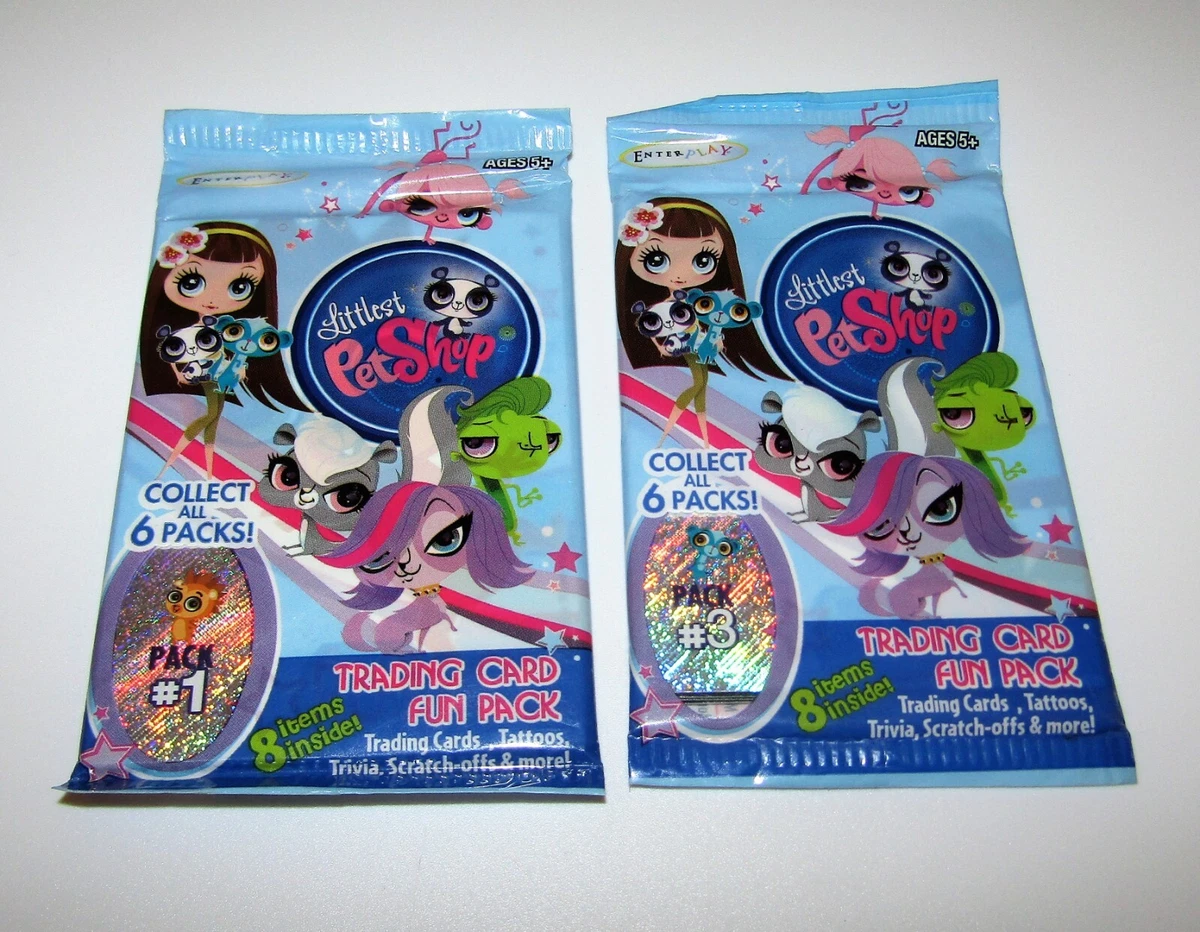 ENTERPLAY
AGES 5+
Littlest
PetShop
COLLECT
ALL
6 PACKS!
PACK
#1
8 items
inside!
TRADING CARD
FUN PACK
Trading Cards , Tattoos,
Trivia, Scratch-offs & more!
ENTERPLAY
AGES 5+
Littlest
PetShop
COLLECT
ALL
6 PACKS!
PACK
#3
8 items
inside!
TRADING CARD
FUN PACK
Trading Cards , Tattoos,
Trivia, Scratch-offs & more!